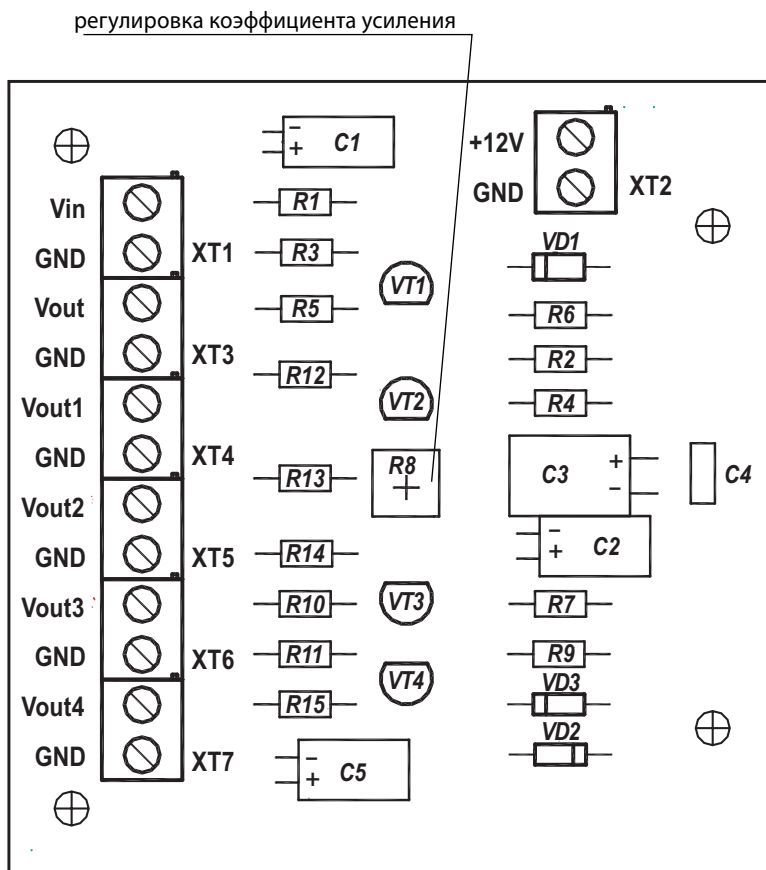 регулировка коэффициента усиления
C1
+12V
GND
XT2
Vin
GND
XT1
R1
R3
VD1
Vout
GND
XT3
R5
VT1
R6
R12
R2
Vout1
GND
XT4
VT2
R4
R13
R8
C3
C4
Vout2
GND
XT5
R14
C2
Vout3
GND
XT6
R10
VT3
R7
R11
R9
VT4
VD3
Vout4
GND
XT7
R15
VD2
C5